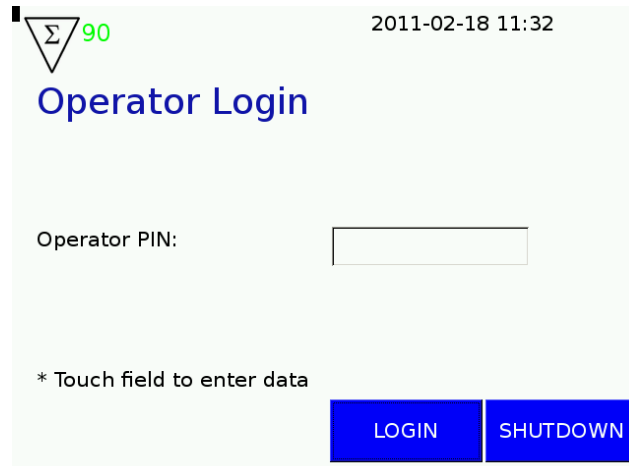 Σ 90 2011-02-18 11:32
Operator Login
Operator PIN:
* Touch field to enter data
LOGIN SHUTDOWN